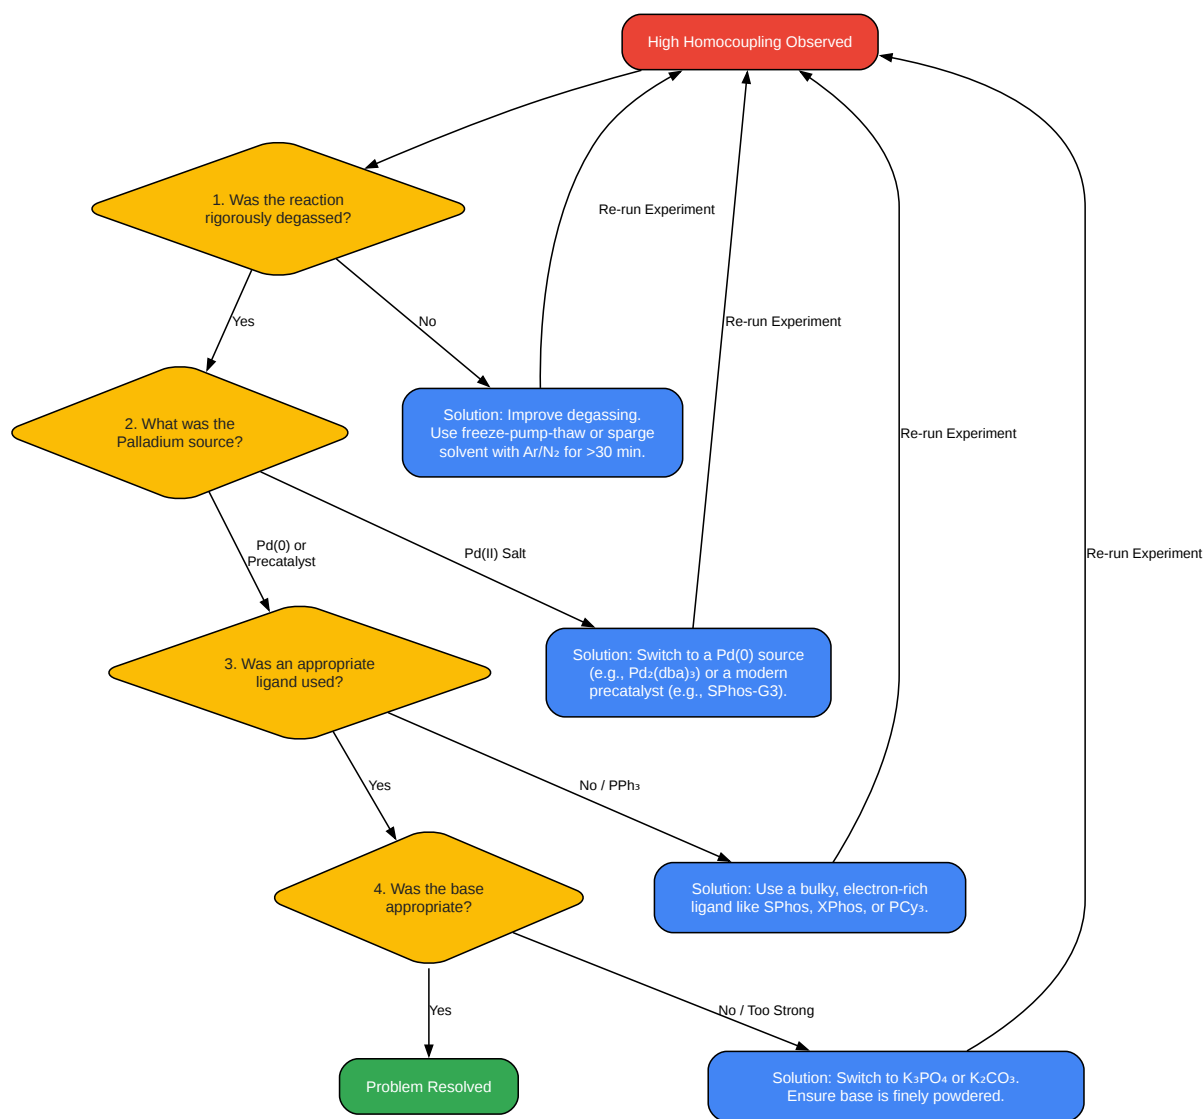 High Homocoupling Observed
1. Was the reaction
rigorously degassed?
Re-run Experiment
Yes
No
Re-run Experiment
2. What was the
Palladium source?
Solution: Improve degassing.
Use freeze-pump-thaw or sparge
solvent with Ar/N₂ for >30 min.
Re-run Experiment
Pd(0) or
Precatalyst
Pd(II) Salt
Re-run Experiment
3. Was an appropriate
ligand used?
Solution: Switch to a Pd(0) source
(e.g., Pd₂(dba)₃) or a modern
precatalyst (e.g., SPhos-G3).
Yes
No / PPh₃
4. Was the base
appropriate?
Solution: Use a bulky, electron-rich
ligand like SPhos, XPhos, or PCy₃.
Yes
No / Too Strong
Problem Resolved
Solution: Switch to K₃PO₄ or K₂CO₃.
Ensure base is finely powdered.